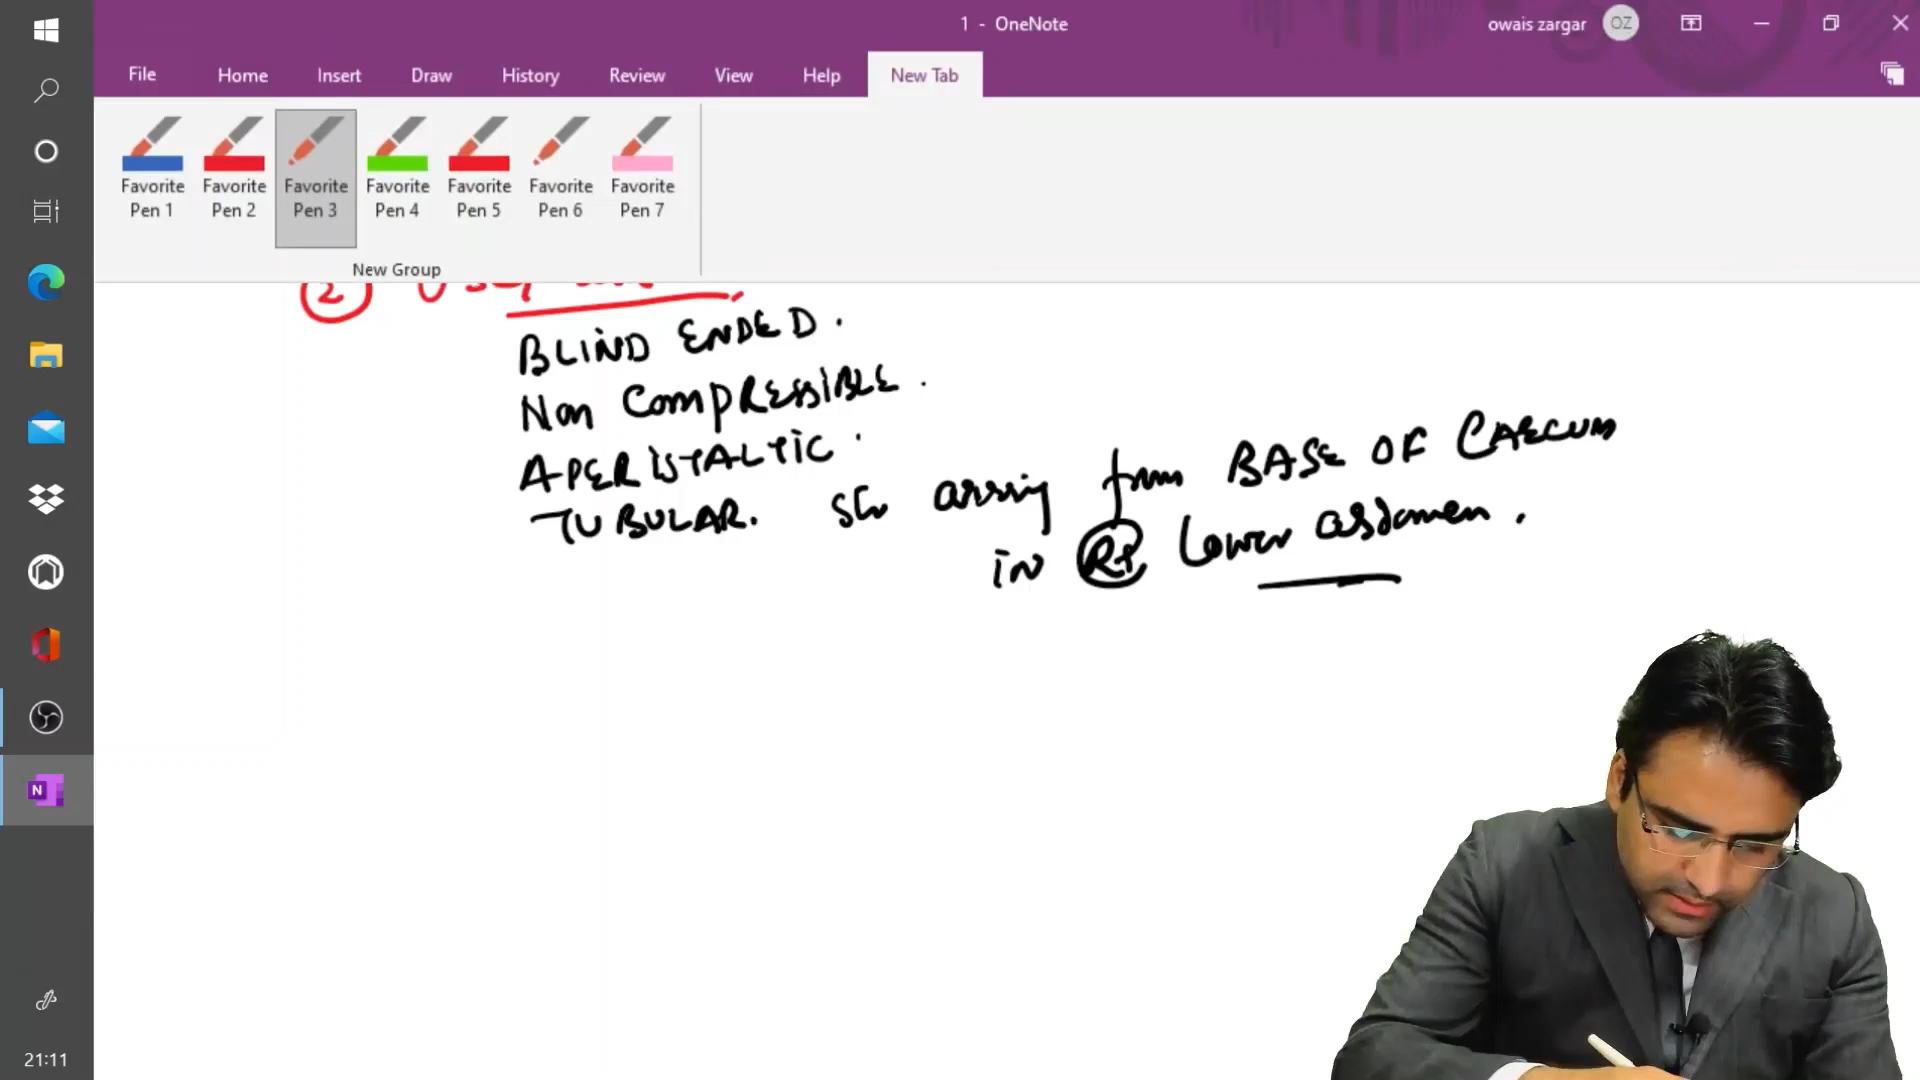 1 - OneNote
owais zargar OZ
File Home Insert Draw History Review View Help New Tab
Favorite Pen 1
Favorite Pen 2
Favorite Pen 3
Favorite Pen 4
Favorite Pen 5
Favorite Pen 6
Favorite Pen 7
New Group
2
BLIND ENDED.
Non COMPRESSIBLE.
APERISTALTIC.
TUBULAR. from BASE OF CAECUM
in Rt Lower abdomen.
N
21:11